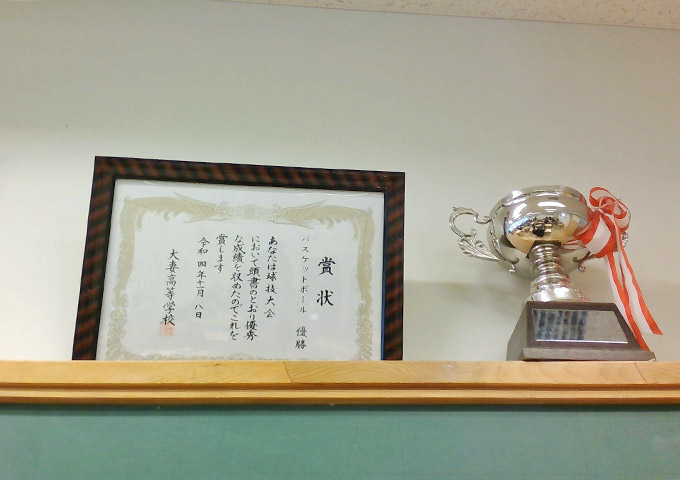 賞状
バスケットボール 優勝
あなたは球技大会
において頭書のとおり優秀
な成績を収めたのでこれを
賞します
令和四年十一月八日
大妻高等学校